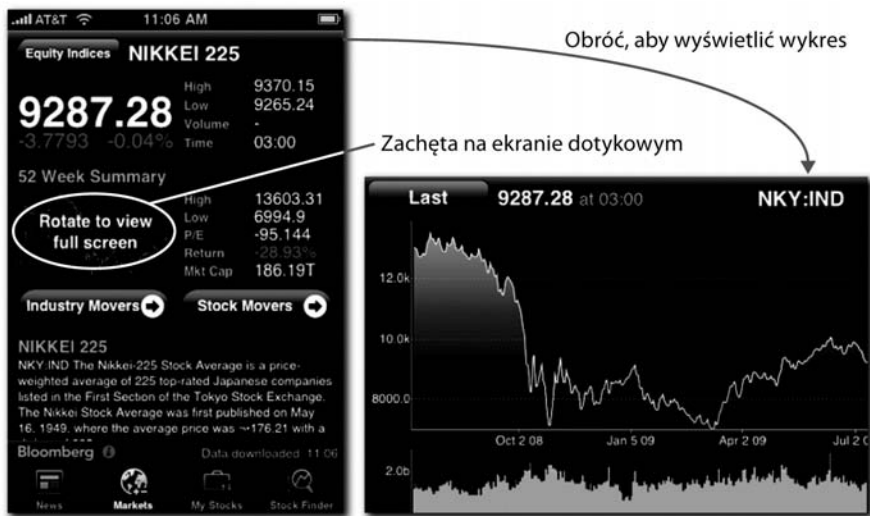 AT&T 11:06 AM
Equity Indices NIKKEI 225
9287.28
-3.7793 -0.04%
High 9370.15
Low 9265.24
Volume -
Time 03:00
52 Week Summary
Rotate to view
full screen
High 13603.31
Low 6994.9
P/E -95.144
Return -28.93%
Mkt Cap 186.19T
Industry Movers
Stock Movers
NIKKEI 225
NKY:IND The Nikkei-225 Stock Average is a price-
weighted average of 225 top-rated Japanese companies
listed in the First Section of the Tokyo Stock Exchange.
The Nikkei Stock Average was first published on May
16, 1949, where the average price was ~176.21 with a
Bloomberg Data downloaded 11:06
News Markets My Stocks Stock Finder
Obróć, aby wyświetlić wykres
Zachęta na ekranie dotykowym
Last 9287.28 at 03:00 NKY:IND
12.0k
10.0k
8000.0
Oct 2 08 Jan 5 09 Apr 2 09 Jul 2
2.0b